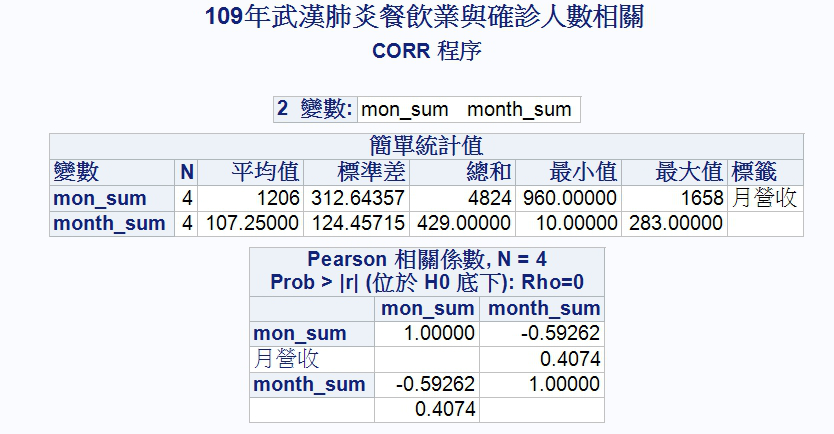 109年武漢肺炎餐飲業與確診人數相關
CORR 程序
2 變數: mon_sum month_sum
簡單統計值
變數 N 平均值 標準差 總和 最小值 最大值 標籤
mon_sum 4 1206 312.64357 4824 960.00000 1658 月營收
month_sum 4 107.25000 124.45715 429.00000 10.00000 283.00000
Pearson 相關係數, N = 4
Prob > |r| (位於 H0 底下): Rho=0
mon_sum month_sum
mon_sum 1.00000 -0.59262
月營收 0.4074
month_sum -0.59262 1.00000
0.4074